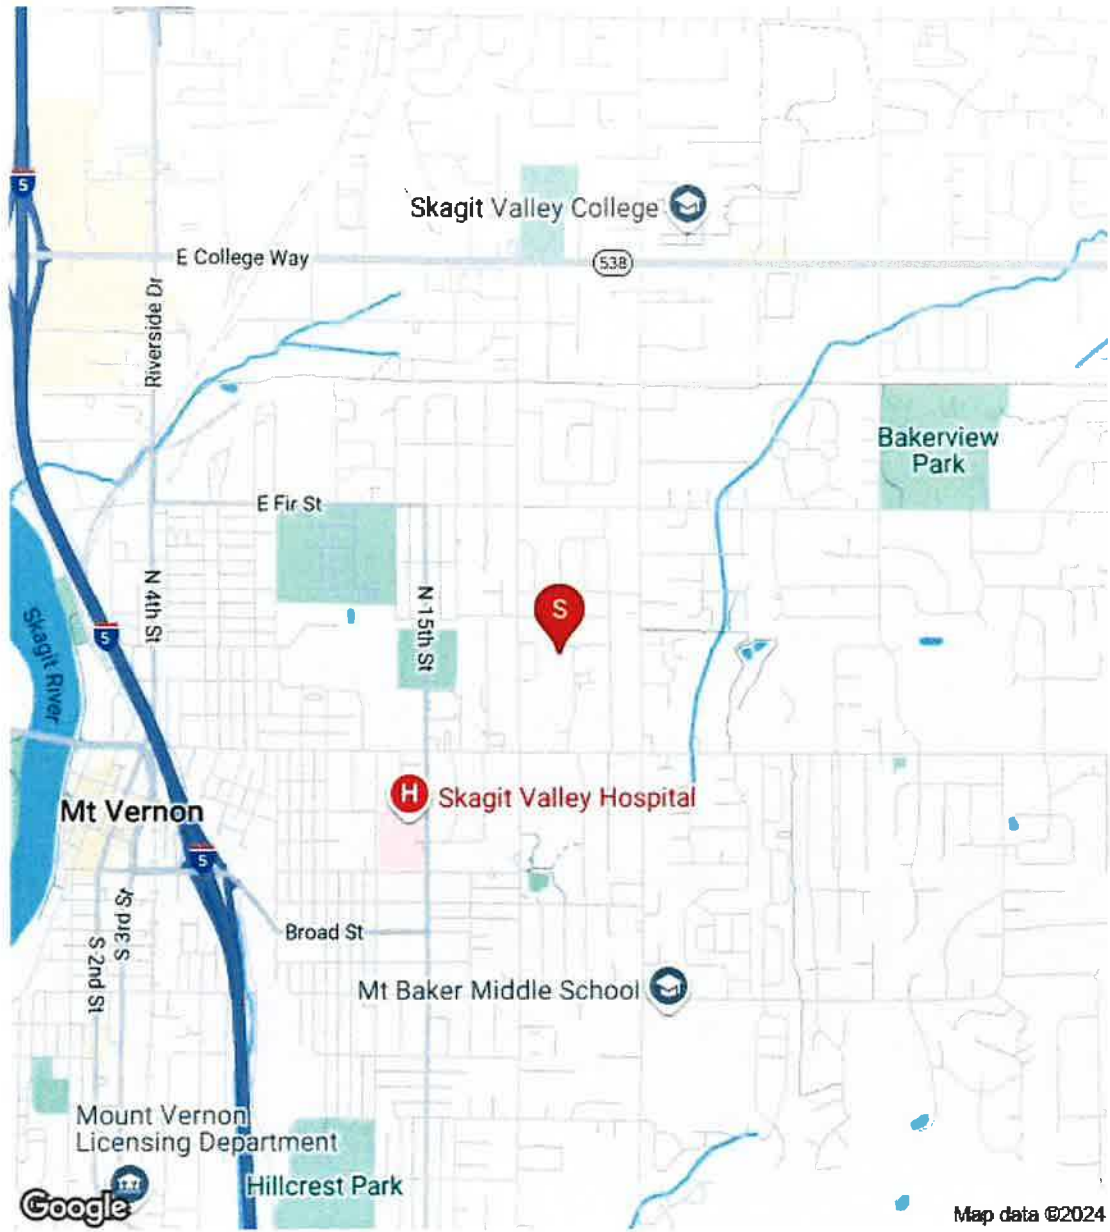 5
Skagit Valley College
E College Way
538
Riverside Dr
Bakerview
Park
E Fir St
N 4th St
N 15th St
S
Skagit River
5
H
Skagit Valley Hospital
Mt Vernon
5
S 3rd St
Broad St
S 2nd St
Mt Baker Middle School
Mount Vernon
Licensing Department
Hillcrest Park
Google
Map data ©2024